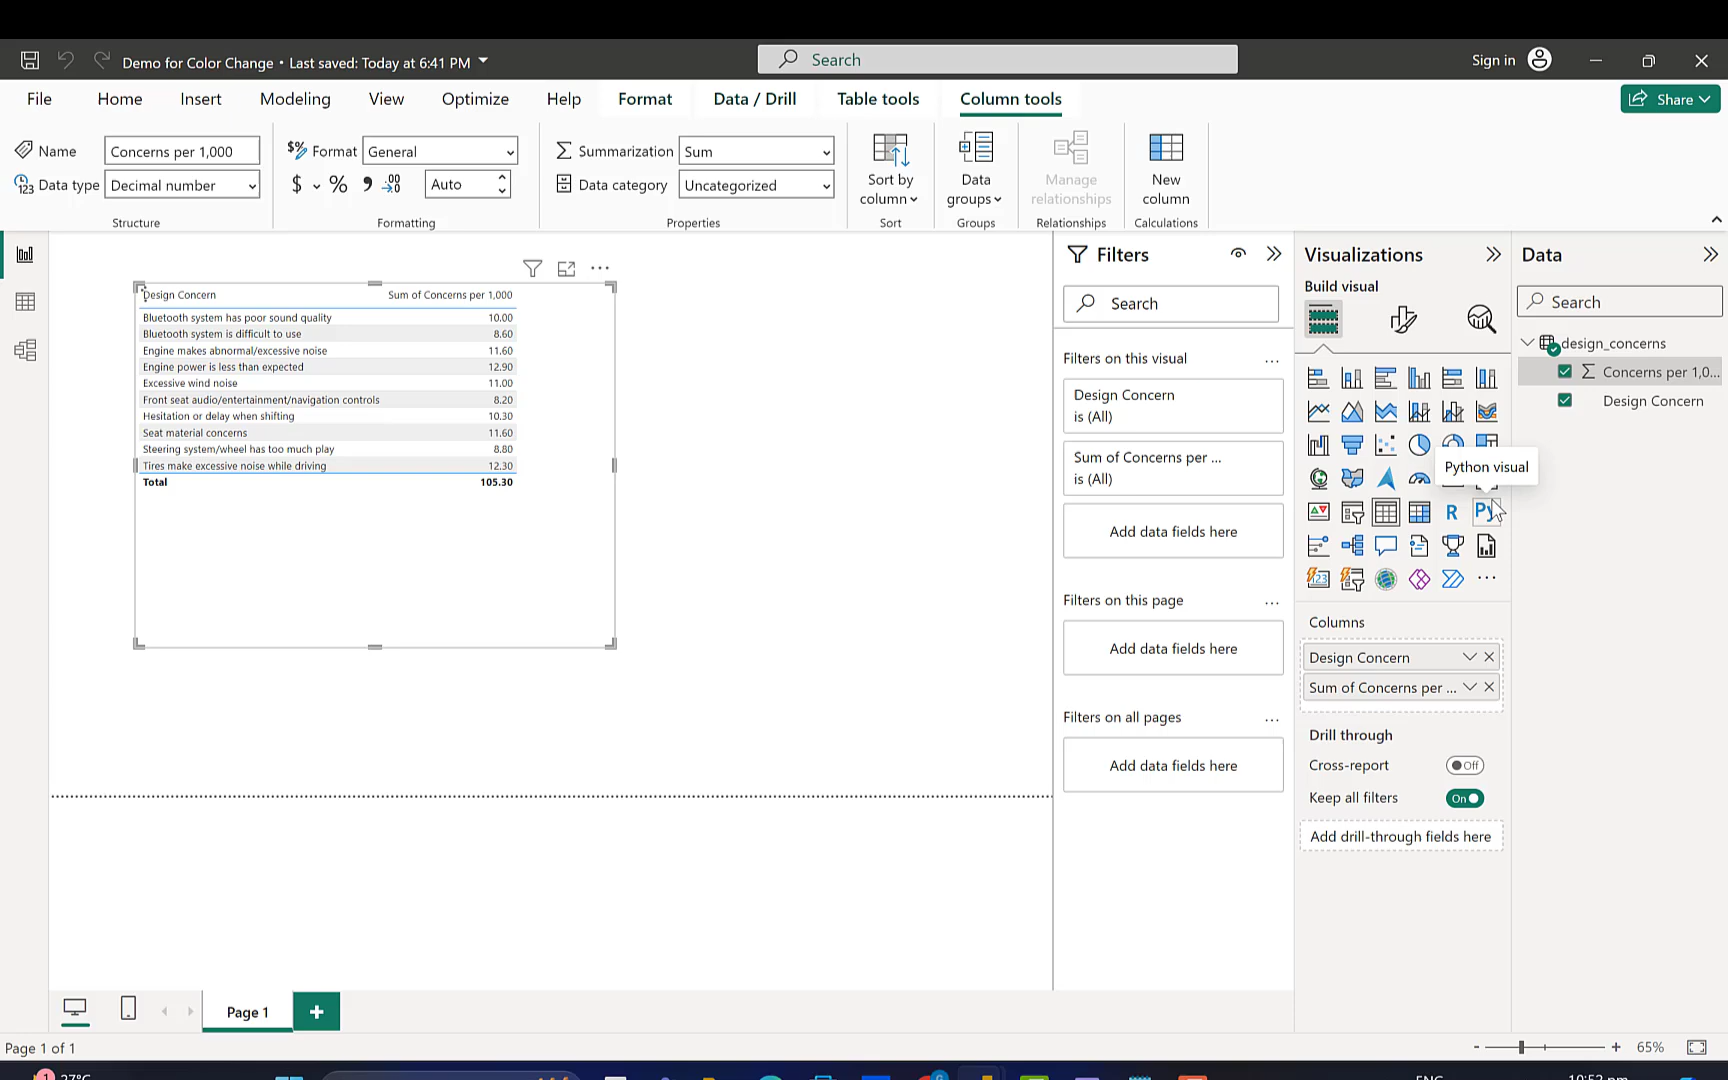 Demo for Color Change • Last saved: Today at 6:41 PM
Search
Sign in
File Home Insert Modeling View Optimize Help Format Data / Drill Table tools Column tools
Share
Name Concerns per 1,000
Format General
Summarization Sum
Data type Decimal number
$ % Auto
Data category Uncategorized
Sort by column
Data groups
Manage relationships
New column
Structure
Formatting
Properties
Sort
Groups
Relationships
Calculations
Design Concern Sum of Concerns per 1,000
Bluetooth system has poor sound quality 10.00
Bluetooth system is difficult to use 8.60
Engine makes abnormal/excessive noise 11.60
Engine power is less than expected 12.90
Excessive wind noise 11.00
Front seat audio/entertainment/navigation controls 8.20
Hesitation or delay when shifting 10.30
Seat material concerns 11.60
Steering system/wheel has too much play 8.80
Tires make excessive noise while driving 12.30
Total 105.30
Filters
Search
Filters on this visual ...
Design Concern
is (All)
Sum of Concerns per ...
is (All)
Add data fields here
Filters on this page ...
Add data fields here
Filters on all pages ...
Add data fields here
Visualizations
Build visual
Python visual
R Py
123
Columns
Design Concern
Sum of Concerns per ...
Drill through
Cross-report Off
Keep all filters On
Add drill-through fields here
Data
Search
design_concerns
Concerns per 1,0...
Design Concern
Page 1
Page 1 of 1
- + 65%
1 27°C
ENG
10:52 pm